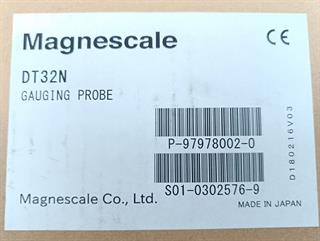 Magnescale
CE
DT32N
GAUGING PROBE
P-97978002-0
S01-0302576-9
D180216V03
Magnescale Co., Ltd.
MADE IN JAPAN